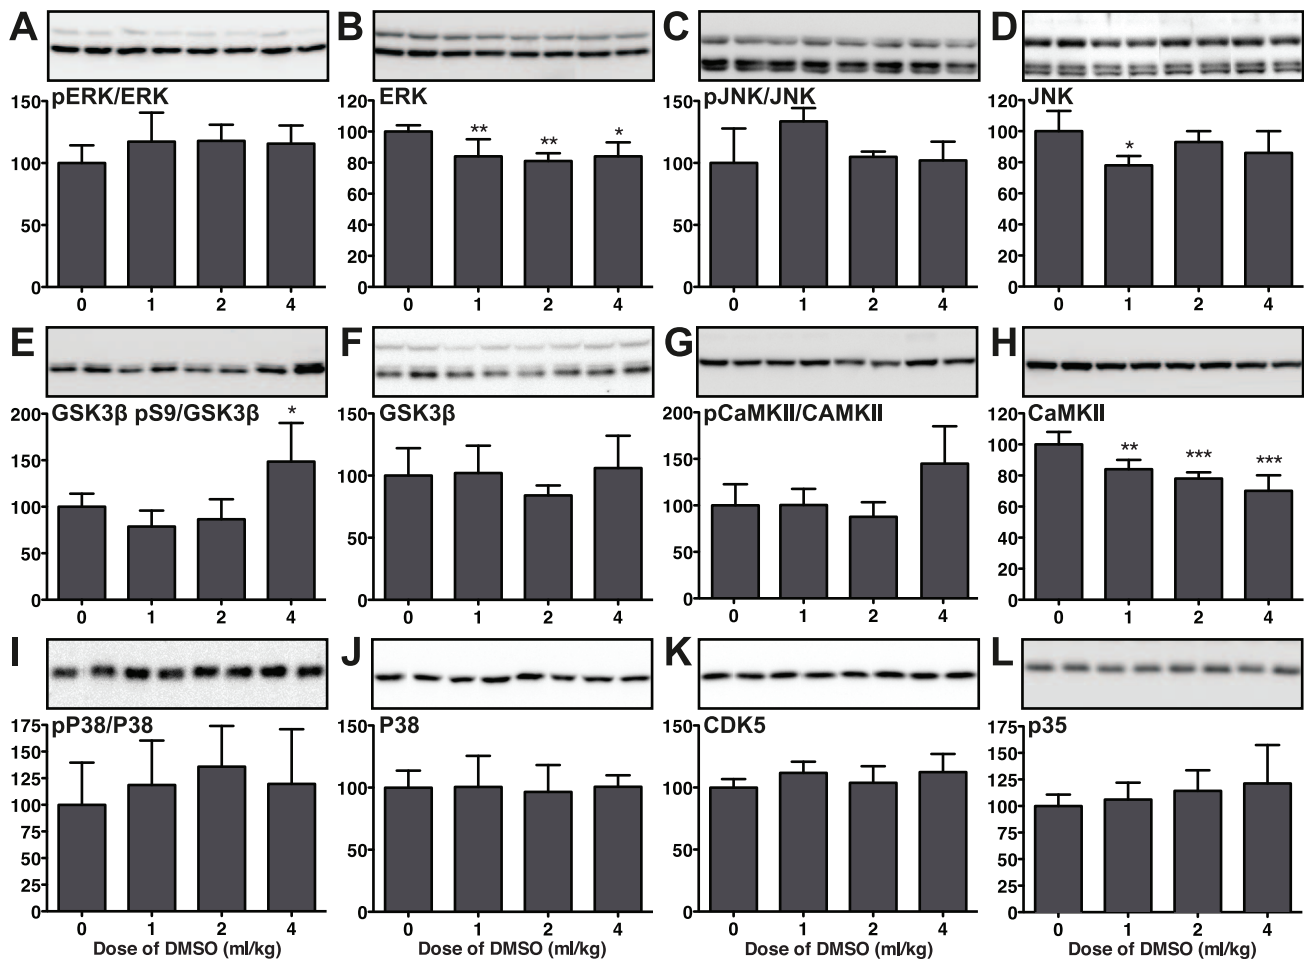 A B C D
pERK/ERK ERK pJNK/JNK JNK
150 120 150 120
** ** * *
100 100 100 100
80 80
60 60
50 40 50 40
20 20
0 0 0 0
0 1 2 4 0 1 2 4 0 1 2 4 0 1 2 4
E F G H
GSK3β pS9/GSK3β GSK3β pCaMKII/CAMKII CaMKII
200 150 200 120
* ** *** ***
150 100 150 100
80
100 100 60
50 50 50 40
20
0 0 0 0
0 1 2 4 0 1 2 4 0 1 2 4 0 1 2 4
I J K L
pP38/P38 P38 CDK5 p35
175 150 150 175
150 150
125 125
100 100 100 100
75 75
50 50 50 50
25 25
0 0 0 0
0 1 2 4 0 1 2 4 0 1 2 4 0 1 2 4
Dose of DMSO (ml/kg) Dose of DMSO (ml/kg) Dose of DMSO (ml/kg) Dose of DMSO (ml/kg)